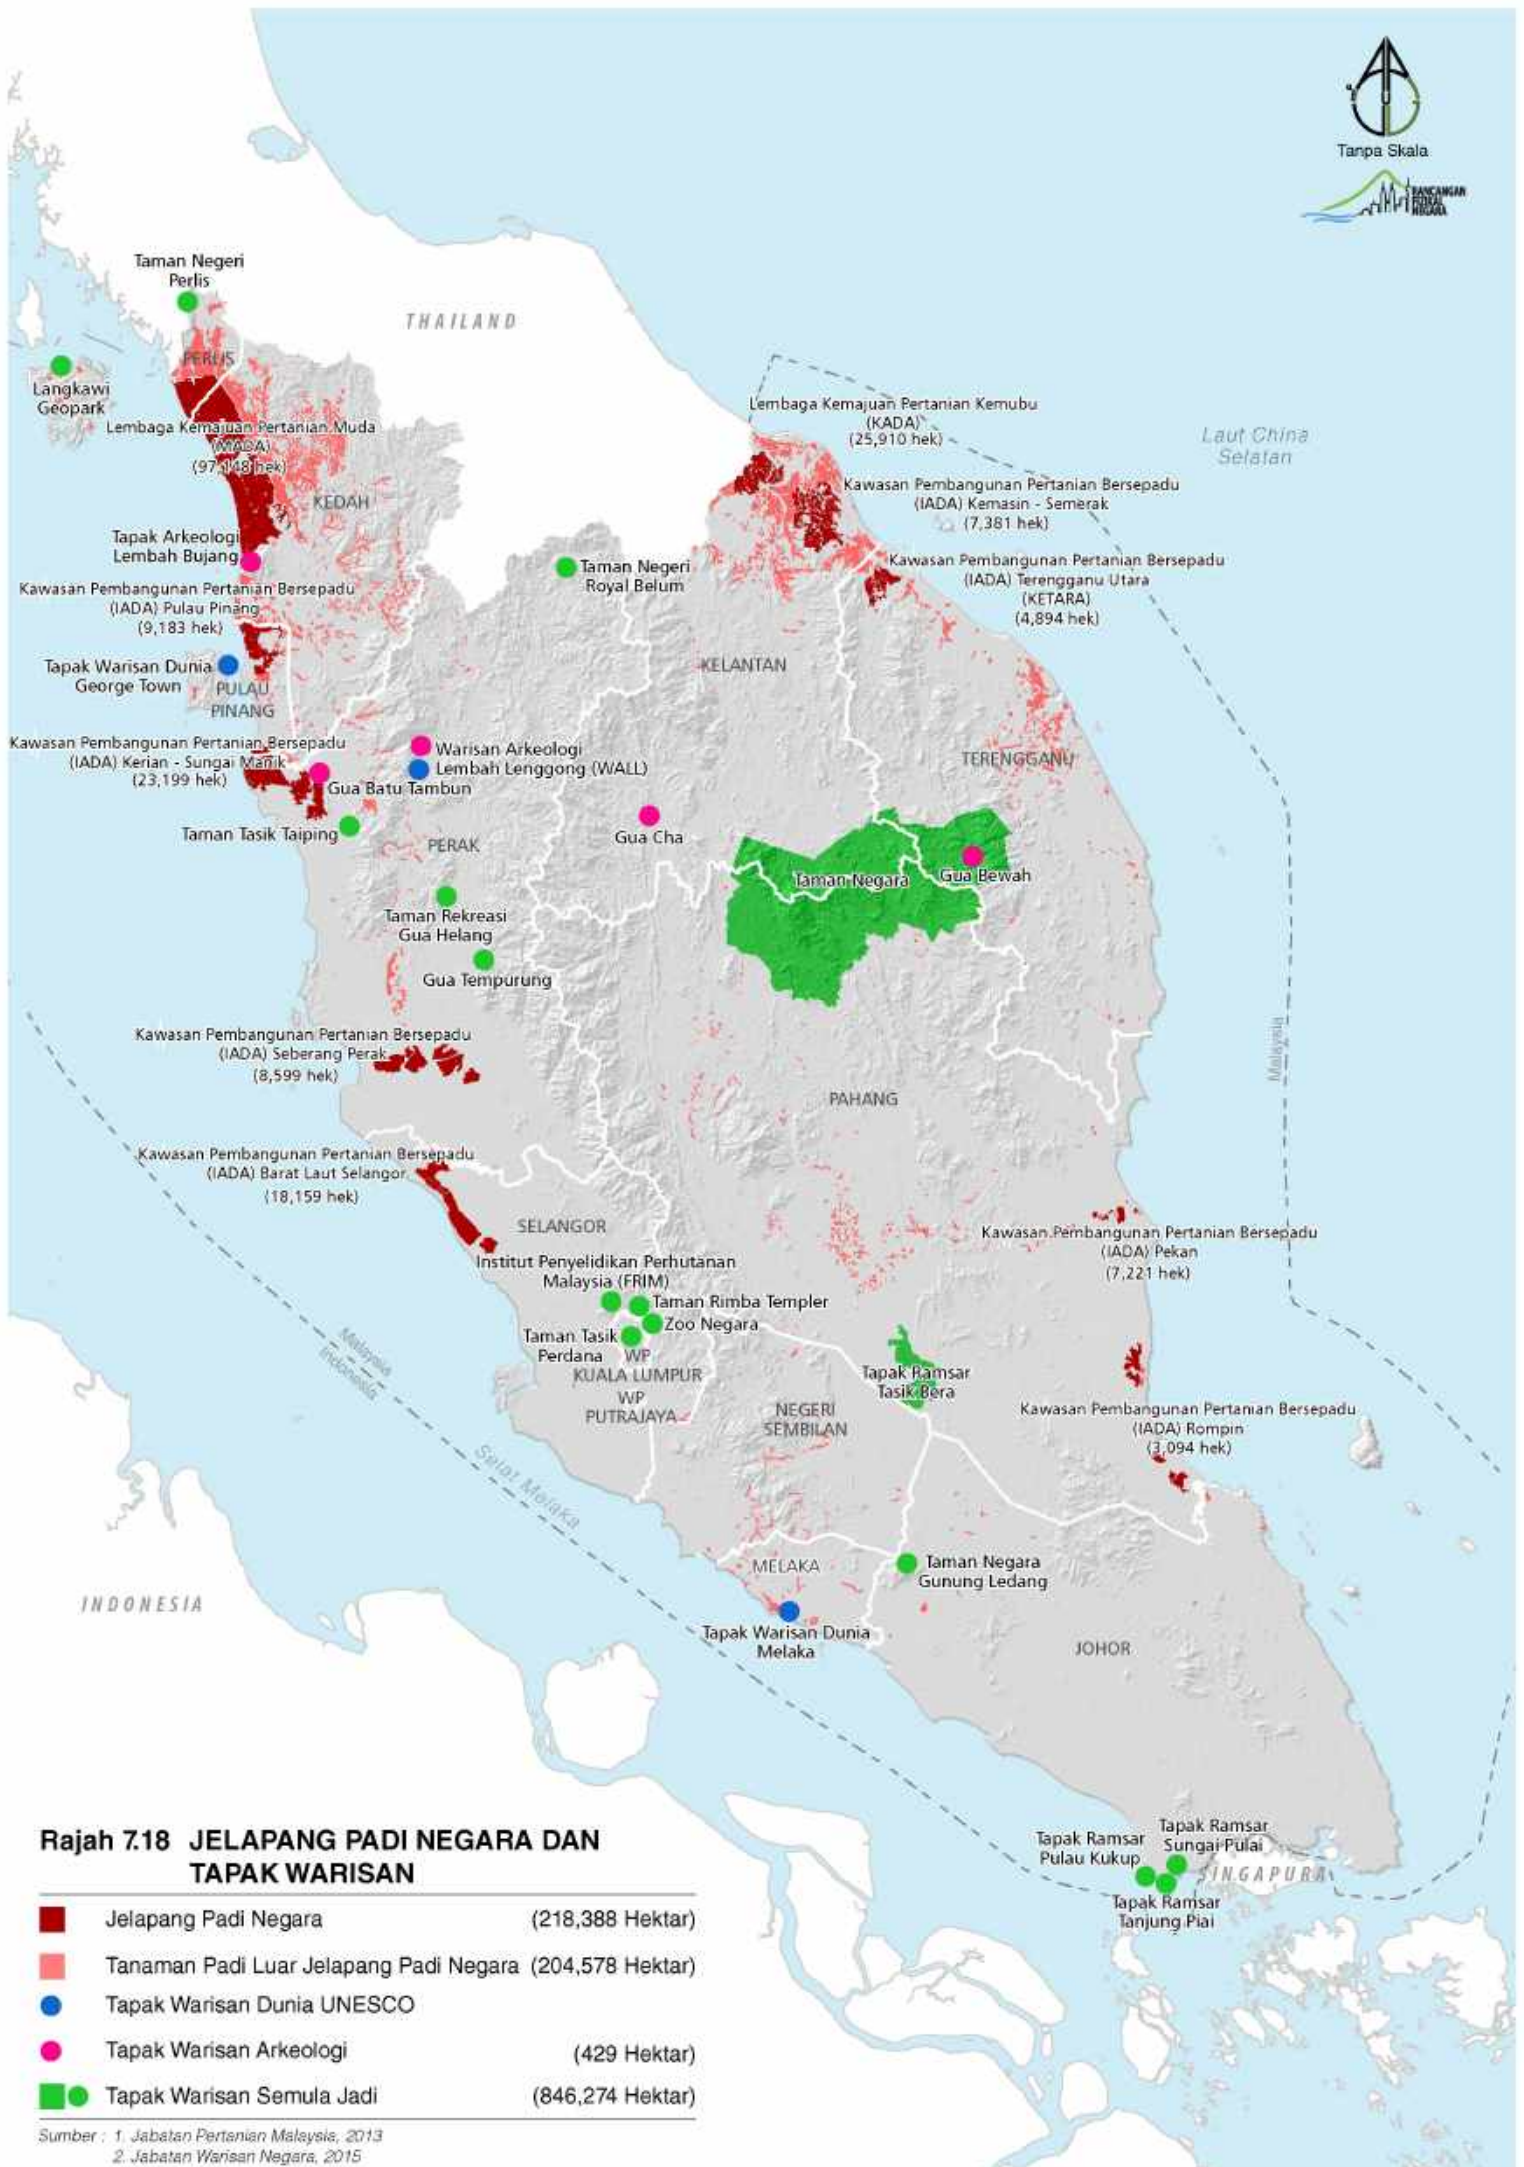 Tanpa Skala
RANCANGAN
FIZIKAL
NEGARA
Taman Negeri
Perlis
THAILAND
PERLIS
Langkawi
Geopark
Lembaga Kemajuan Pertanian Muda
(MADA)
(97,148 hek)
KEDAH
Lembaga Kemajuan Pertanian Kemubu
(KADA)
(25,910 hek)
Laut China
Selatan
Kawasan Pembangunan Pertanian Bersepadu
(IADA) Kemasin - Semerak
(7,381 hek)
Tapak Arkeologi
Lembah Bujang
Taman Negeri
Royal Belum
Kawasan Pembangunan Pertanian Bersepadu
(IADA) Terengganu Utara
(KETARA)
(4,894 hek)
Kawasan Pembangunan Pertanian Bersepadu
(IADA) Pulau Pinang
(9,183 hek)
Tapak Warisan Dunia
George Town
PULAU
PINANG
KELANTAN
Kawasan Pembangunan Pertanian Bersepadu
(IADA) Kerian - Sungai Manik
(23,199 hek)
Warisan Arkeologi
Lembah Lenggong (WALL)
Gua Batu Tambun
TERENGGANU
Taman Tasik Taiping
PERAK
Gua Cha
Taman Negara
Gua Bewah
Taman Rekreasi
Gua Helang
Gua Tempurung
Kawasan Pembangunan Pertanian Bersepadu
(IADA) Seberang Perak
(8,599 hek)
Malaysia
PAHANG
Kawasan Pembangunan Pertanian Bersepadu
(IADA) Barat Laut Selangor
(18,159 hek)
SELANGOR
Kawasan Pembangunan Pertanian Bersepadu
(IADA) Pekan
(7,221 hek)
Institut Penyelidikan Perhutanan
Malaysia (FRIM)
Taman Rimba Templer
Zoo Negara
Taman Tasik
Perdana
WP
KUALA LUMPUR
WP
PUTRAJAYA
Malaysia
Indonesia
Tapak Ramsar
Tasik Bera
NEGERI
SEMBILAN
Kawasan Pembangunan Pertanian Bersepadu
(IADA) Rompin
(3,094 hek)
Selat Melaka
MELAKA
Taman Negara
Gunung Ledang
INDONESIA
Tapak Warisan Dunia
Melaka
JOHOR
Tapak Ramsar
Sungai Pulai
Tapak Ramsar
Pulau Kukup
SINGAPURA
Tapak Ramsar
Tanjung Piai
Rajah 7.18 JELAPANG PADI NEGARA DAN
TAPAK WARISAN
Jelapang Padi Negara (218,388 Hektar)
Tanaman Padi Luar Jelapang Padi Negara (204,578 Hektar)
Tapak Warisan Dunia UNESCO
Tapak Warisan Arkeologi (429 Hektar)
Tapak Warisan Semula Jadi (846,274 Hektar)
Sumber : 1. Jabatan Pertanian Malaysia, 2013
2. Jabatan Warisan Negara, 2015